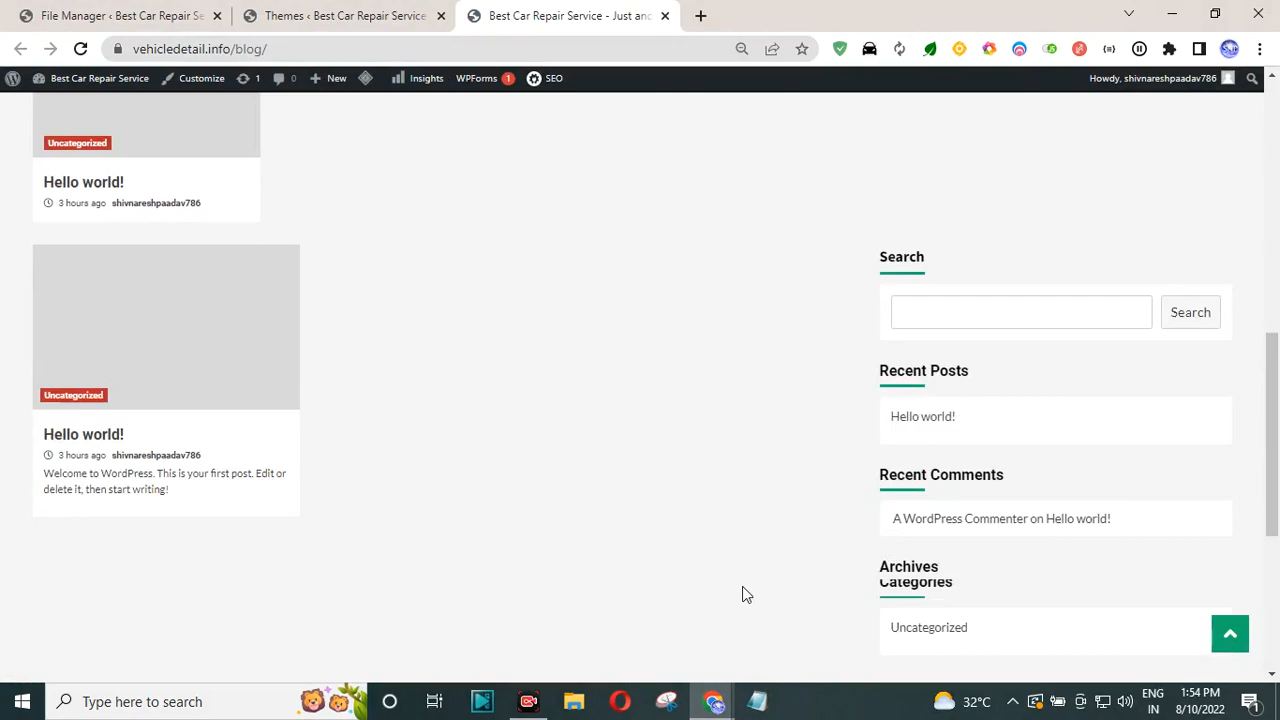 File Manager ‹ Best Car Repair S
Themes ‹ Best Car Repair Service
Best Car Repair Service - Just an
vehicledetail.info/blog/
Best Car Repair Service
Customize
1
0
New
Insights
WPForms 1
SEO
Howdy, shivnareshpaadav786
Uncategorized
Hello world!
3 hours ago shivnareshpaadav786
Uncategorized
Hello world!
3 hours ago shivnareshpaadav786
Welcome to WordPress. This is your first post. Edit or
delete it, then start writing!
Search
Search
Recent Posts
Hello world!
Recent Comments
A WordPress Commenter on Hello world!
Archives
Categories
Uncategorized
Type here to search
32°C
ENG
IN
1:54 PM
8/10/2022
1